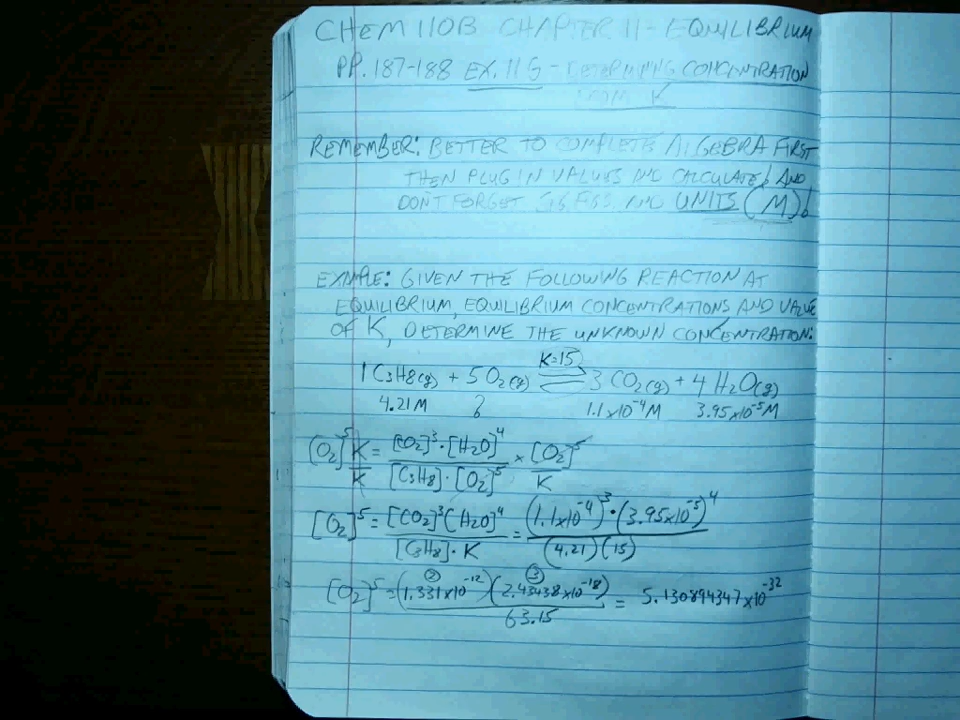 CHEM 110B CHAPTER 11 - EQUILIBRIUM
PP. 187-188 EX. 11.5 - DETERMINING CONCENTRATION
FROM K
REMEMBER: BETTER TO COMPLETE ALGEBRA FIRST
THEN PLUG IN VALUES AND CALCULATE! AND
DON'T FORGET SIG FIGS AND UNITS (M)!
EXAMPLE: GIVEN THE FOLLOWING REACTION AT
EQUILIBRIUM, EQUILIBRIUM CONCENTRATIONS AND VALUE
OF K, DETERMINE THE UNKNOWN CONCENTRATION:
1 C₃H₈(g) + 5 O₂(g) ⇌ 3 CO₂(g) + 4 H₂O(g) K=15
4.21 M ? 1.1x10⁻⁴ M 3.95x10⁻⁵ M
[O₂]⁵ K/K = [CO₂]³·[H₂O]⁴ / [C₃H₈]·[O₂]⁵ × [O₂]⁵ / K
[O₂]⁵ = [CO₂]³[H₂O]⁴ / [C₃H₈]·K = (1.1x10⁻⁴)³·(3.95x10⁻⁵)⁴ / (4.21)(15)
[O₂]⁵ = (1.331x10⁻¹²)(2.43438x10⁻¹⁸) / 63.15 = 5.130894347x10⁻³²
② ③